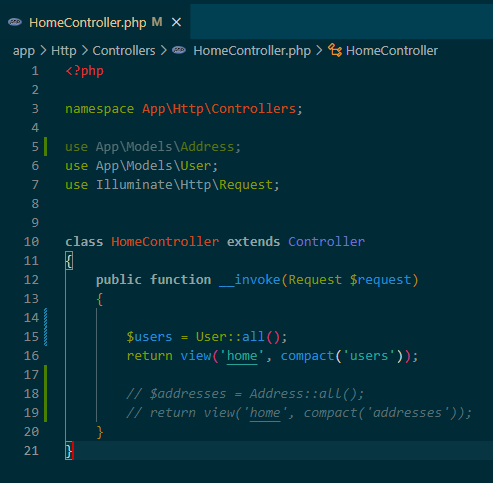 HomeController.php M ×
app > Http > Controllers > HomeController.php > HomeController
1 <?php
2
3 namespace App\Http\Controllers;
4
5 use App\Models\Address;
6 use App\Models\User;
7 use Illuminate\Http\Request;
8
9
10 class HomeController extends Controller
11 {
12     public function __invoke(Request $request)
13     {
14
15         $users = User::all();
16         return view('home', compact('users'));
17
18         // $addresses = Address::all();
19         // return view('home', compact('addresses'));
20     }
21 }